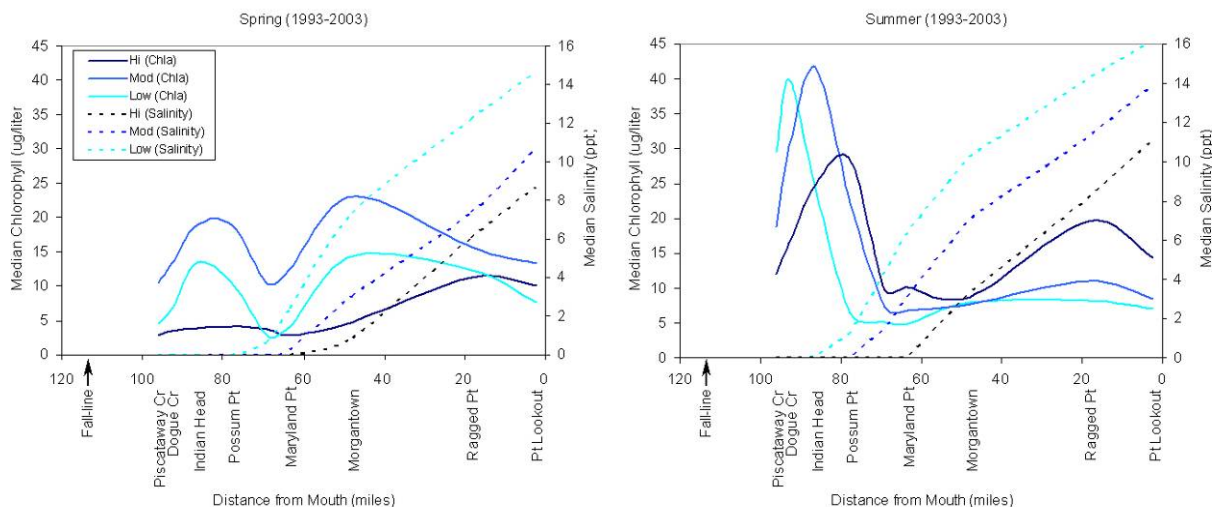 Spring (1993-2003)
45
40
35
30
25
20
15
10
5
0
Median Chlorophyll (ug/liter)
Hi (Chla)
Mod (Chla)
Low (Chla)
Hi (Salinity)
Mod (Salinity)
Low (Salinity)
16
14
12
10
8
6
4
2
0
Median Salinity (ppt)
120 100 80 60 40 20 0
Fall-line
Piscataway Cr
Dogue Cr
Indian Head
Possum Pt
Maryland Pt
Morgantown
Ragged Pt
Pt Lookout
Distance from Mouth (miles)
Summer (1993-2003)
45
40
35
30
25
20
15
10
5
0
Median Chlorophyll (ug/liter)
16
14
12
10
8
6
4
2
0
Median Salinity (ppt)
120 100 80 60 40 20 0
Fall-line
Piscataway Cr
Dogue Cr
Indian Head
Possum Pt
Maryland Pt
Morgantown
Ragged Pt
Pt Lookout
Distance from Mouth (miles)